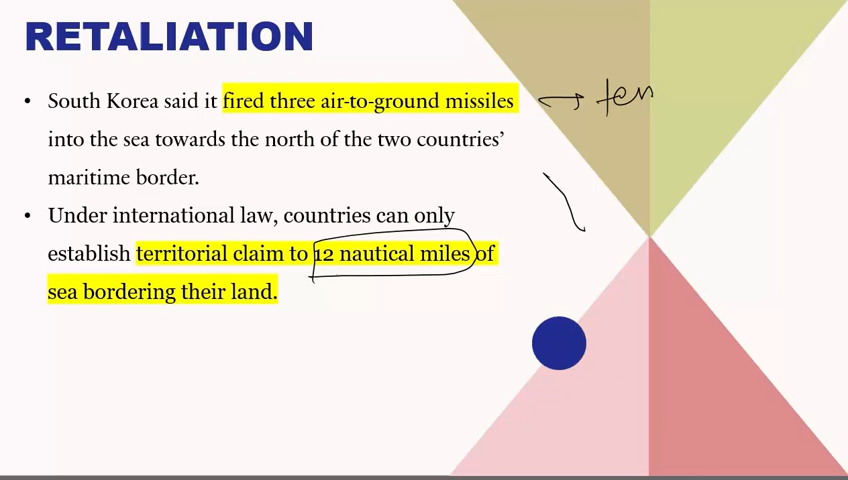 RETALIATION
• South Korea said it fired three air-to-ground missiles
into the sea towards the north of the two countries’
maritime border.
• Under international law, countries can only
establish territorial claim to 12 nautical miles of
sea bordering their land.
ten